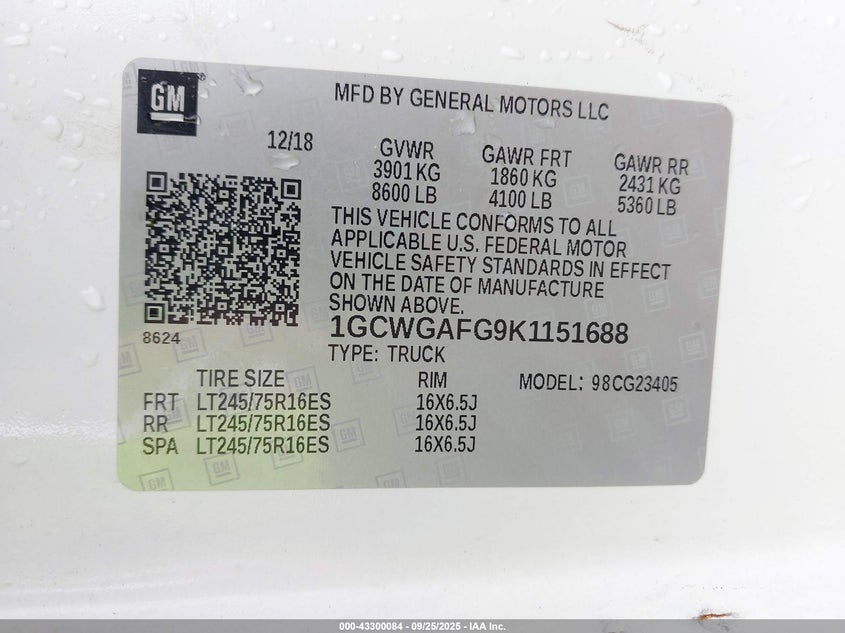 GM
MFD BY GENERAL MOTORS LLC
12/18
GVWR
3901 KG
8600 LB
GAWR FRT
1860 KG
4100 LB
GAWR RR
2431 KG
5360 LB
THIS VEHICLE CONFORMS TO ALL
APPLICABLE U.S. FEDERAL MOTOR
VEHICLE SAFETY STANDARDS IN EFFECT
ON THE DATE OF MANUFACTURE
SHOWN ABOVE.
8624
1GCWGAFG9K1151688
TYPE: TRUCK
TIRE SIZE RIM MODEL: 98CG23405
FRT LT245/75R16ES 16X6.5J
RR LT245/75R16ES 16X6.5J
SPA LT245/75R16ES 16X6.5J
000-43300084 - 09/25/2025 - IAA Inc.